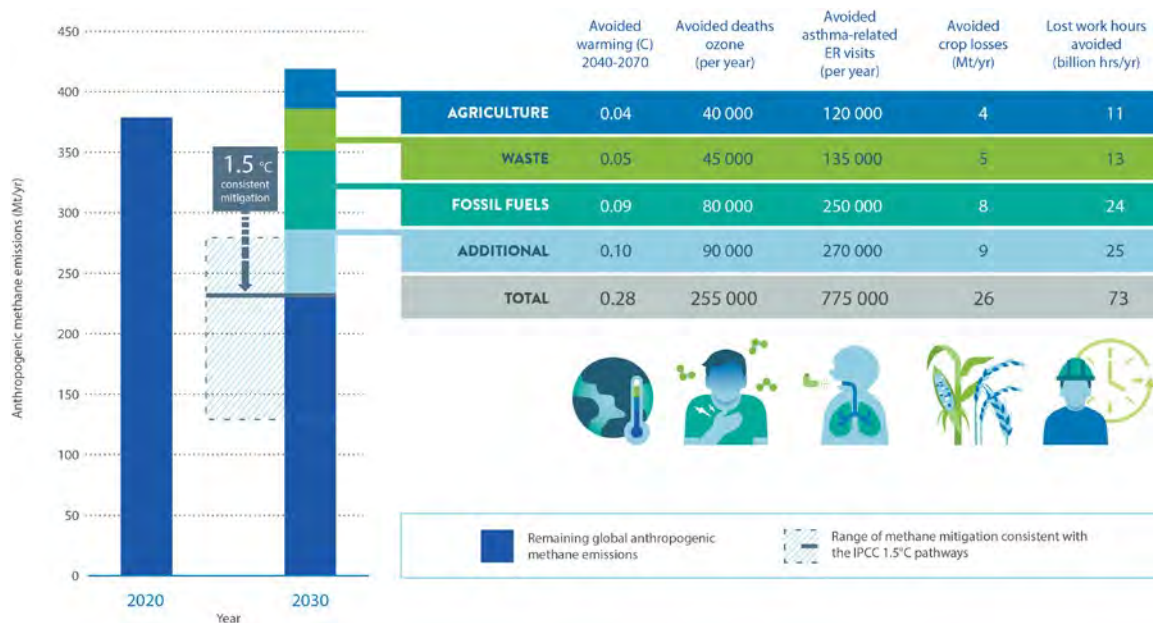 Avoided
warming (C)
2040-2070
Avoided deaths
ozone
(per year)
Avoided
asthma-related
ER visits
(per year)
Avoided
crop losses
(Mt/yr)
Lost work hours
avoided
(billion hrs/yr)
Anthropogenic methane emissions (Mt/yr)
450
400
350
300
250
200
150
100
50
0
1.5 °C
consistent
mitigation
AGRICULTURE 0.04 40 000 120 000 4 11
WASTE 0.05 45 000 135 000 5 13
FOSSIL FUELS 0.09 80 000 250 000 8 24
ADDITIONAL 0.10 90 000 270 000 9 25
TOTAL 0.28 255 000 775 000 26 73
Remaining global anthropogenic
methane emissions
Range of methane mitigation consistent with
the IPCC 1.5°C pathways
2020 2030
Year